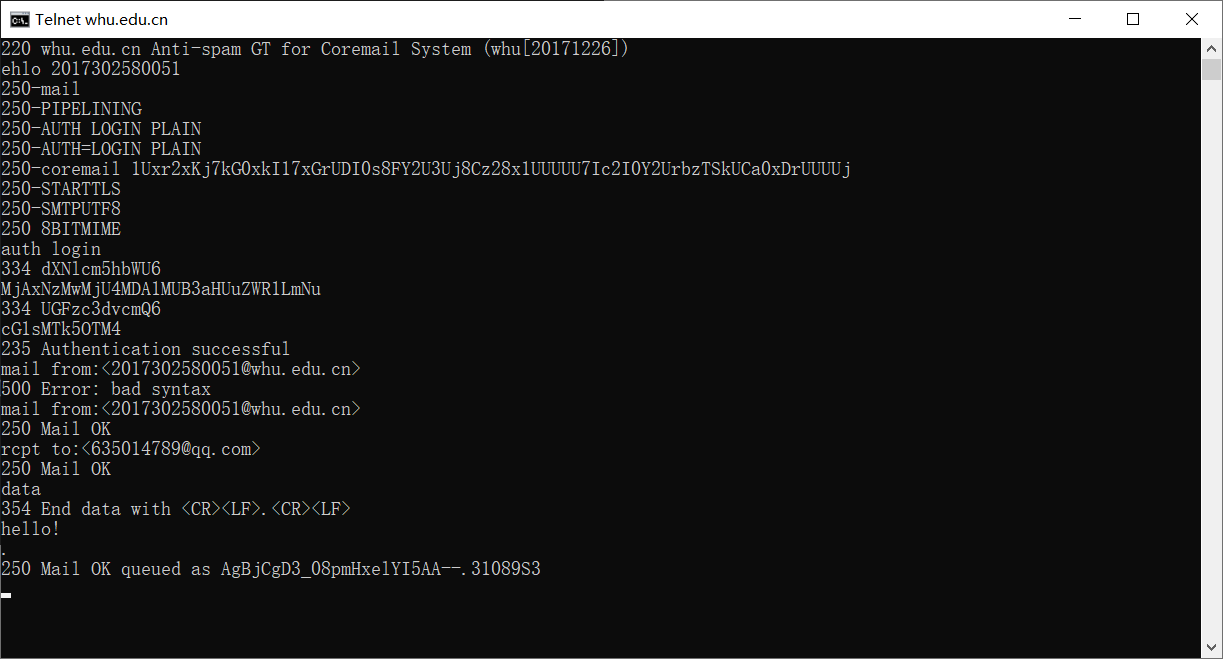 Telnet whu.edu.cn
220 whu.edu.cn Anti-spam GT for Coremail System (whu[20171226])
ehlo 2017302580051
250-mail
250-PIPELINING
250-AUTH LOGIN PLAIN
250-AUTH=LOGIN PLAIN
250-coremail 1Uxr2xKj7kG0xkI17xGrUDI0s8FY2U3Uj8Cz28x1UUUUU7Ic2I0Y2UrbzTSkUCa0xDrUUUUj
250-STARTTLS
250-SMTPUTF8
250 8BITMIME
auth login
334 dXNlcm5hbWU6
MjAxNzMwMjU4MDA1MUB3aHUuZWR1LmNu
334 UGFzc3dvcmQ6
cGlsMTk5OTM4
235 Authentication successful
mail from:<2017302580051@whu.edu.cn>
500 Error: bad syntax
mail from:<2017302580051@whu.edu.cn>
250 Mail OK
rcpt to:<635014789@qq.com>
250 Mail OK
data
354 End data with <CR><LF>.<CR><LF>
hello!
.
250 Mail OK queued as AgBjCgD3_08pmHxelYI5AA--.31089S3